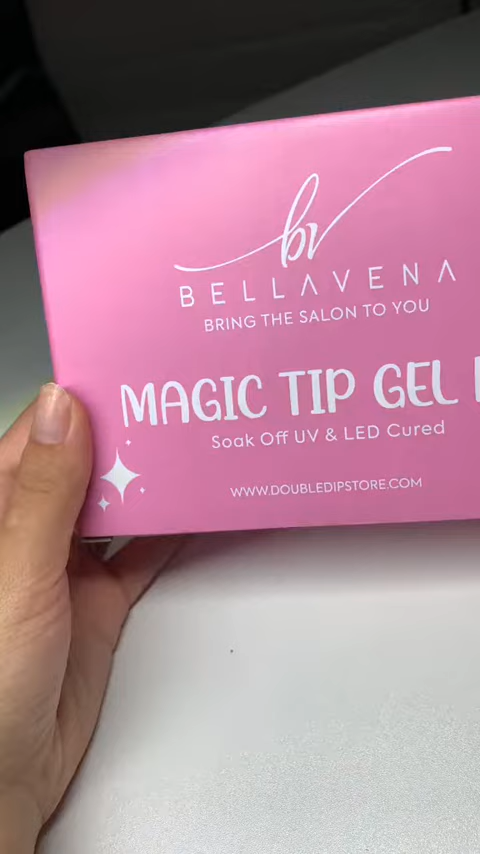 bv
BELLAVENA
BRING THE SALON TO YOU
MAGIC TIP GEL
Soak Off UV & LED Cured
WWW.DOUBLEDIPSTORE.COM